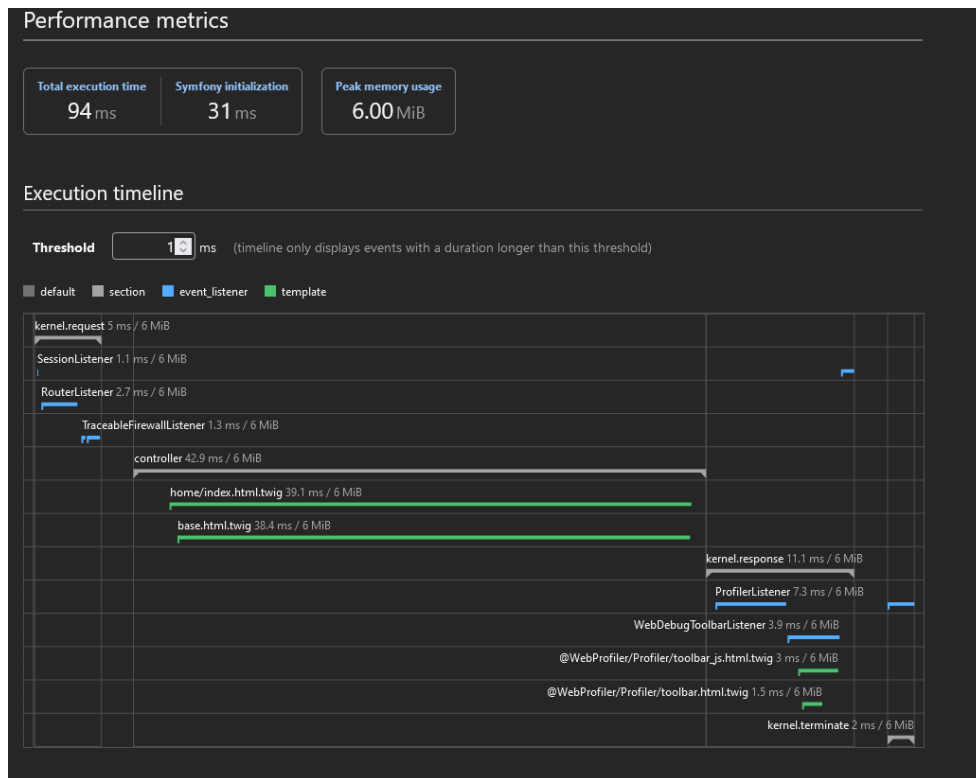 Performance metrics
Total execution time Symfony initialization Peak memory usage
94 ms 31 ms 6.00 MiB
Execution timeline
Threshold 1 ms (timeline only displays events with a duration longer than this threshold)
default section event_listener template
kernel.request 5 ms / 6 MiB
SessionListener 1.1 ms / 6 MiB
RouterListener 2.7 ms / 6 MiB
TraceableFirewallListener 1.3 ms / 6 MiB
controller 42.9 ms / 6 MiB
home/index.html.twig 39.1 ms / 6 MiB
base.html.twig 38.4 ms / 6 MiB
kernel.response 11.1 ms / 6 MiB
ProfilerListener 7.3 ms / 6 MiB
WebDebugToolbarListener 3.9 ms / 6 MiB
@WebProfiler/Profiler/toolbar_js.html.twig 3 ms / 6 MiB
@WebProfiler/Profiler/toolbar.html.twig 1.5 ms / 6 MiB
kernel.terminate 2 ms / 6 MiB